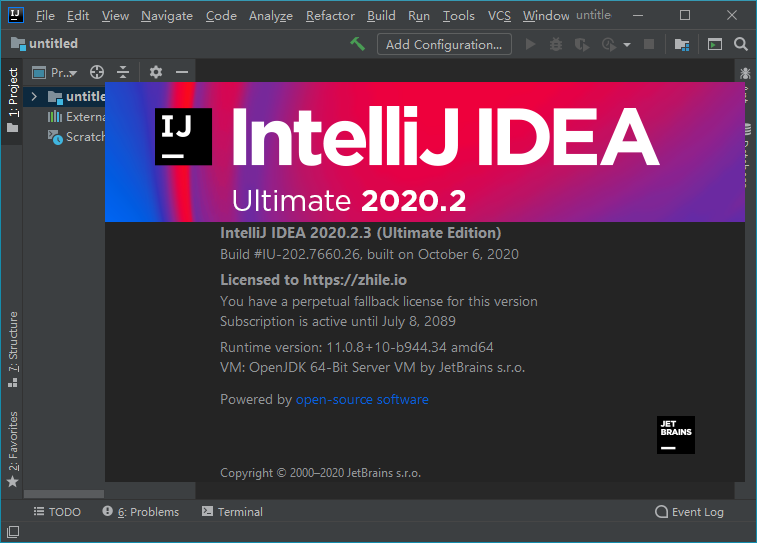 File Edit View Navigate Code Analyze Refactor Build Run Tools VCS Window untitle
untitled
Add Configuration...
1: Project
Pr...
untitle
Externa
Scratch
IJ
IntelliJ IDEA
Ultimate 2020.2
IntelliJ IDEA 2020.2.3 (Ultimate Edition)
Build #IU-202.7660.26, built on October 6, 2020
Licensed to https://zhile.io
You have a perpetual fallback license for this version
Subscription is active until July 8, 2089
Runtime version: 11.0.8+10-b944.34 amd64
VM: OpenJDK 64-Bit Server VM by JetBrains s.r.o.
Powered by open-source software
JET
BRAINS
Copyright © 2000–2020 JetBrains s.r.o.
7: Structure
2: Favorites
TODO 6: Problems Terminal Event Log